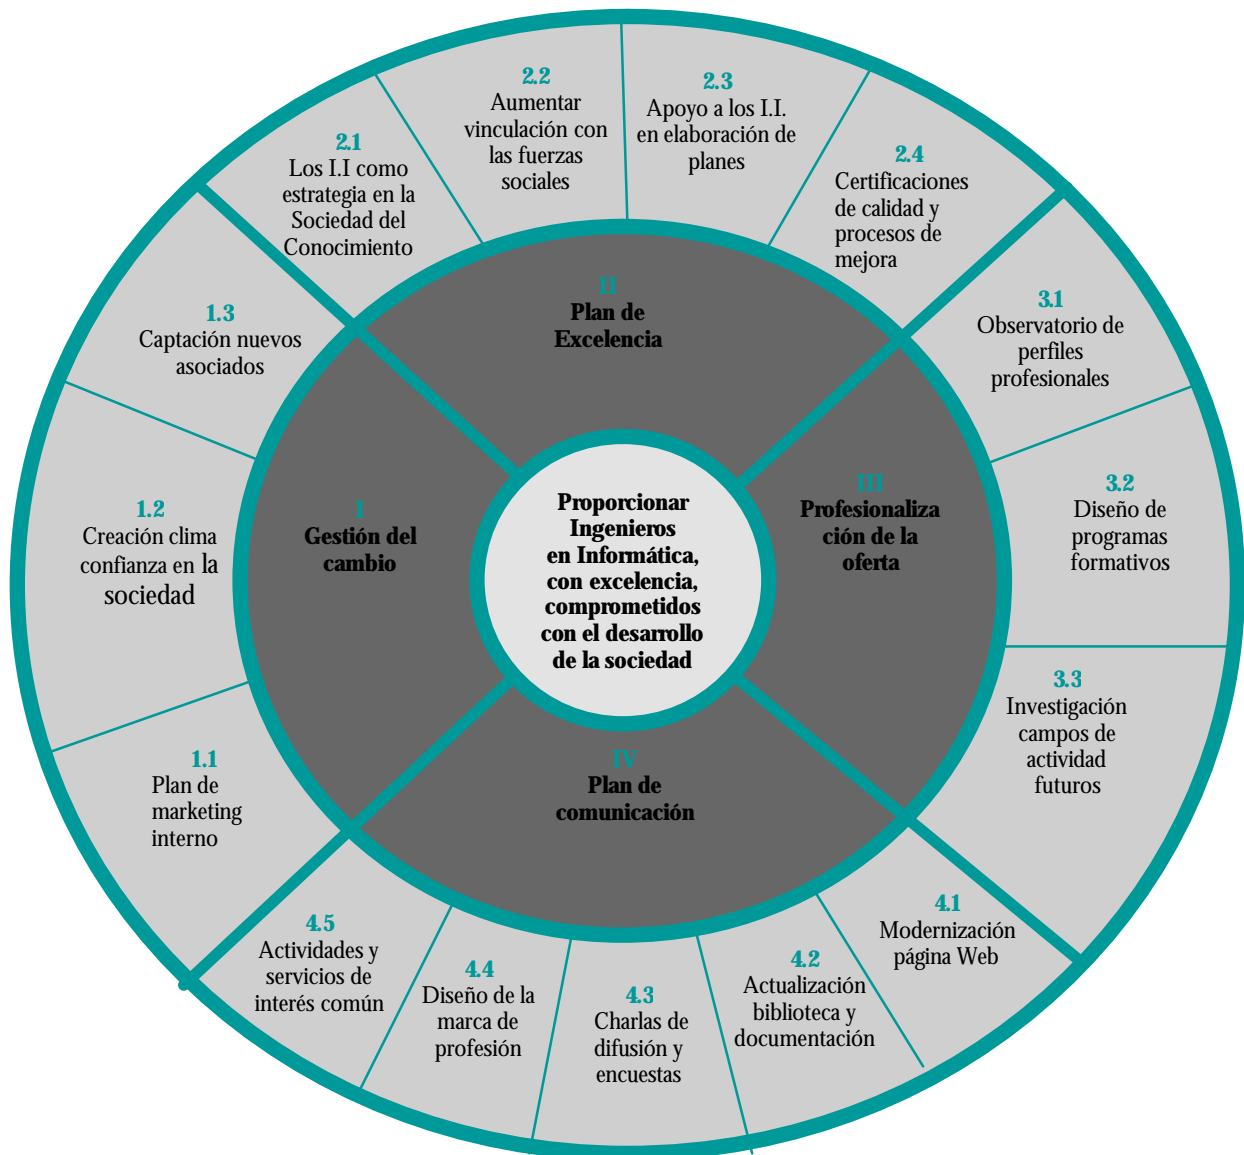 2.1
Los I.I como
estrategia en la
Sociedad del
Conocimiento
2.2
Aumentar
vinculación con
las fuerzas
sociales
2.3
Apoyo a los I.I.
en elaboración de
planes
2.4
Certificaciones
de calidad y
procesos de
mejora
1.3
Captación nuevos
asociados
1.2
Creación clima
confianza en la
sociedad
1.1
Plan de
marketing
interno
II
Plan de
Excelencia
I
Gestión del
cambio
Proporcionar
Ingenieros
en Informática,
con excelencia,
comprometidos
con el desarrollo
de la sociedad
III
Profesionaliza
ción de la
oferta
IV
Plan de
comunicación
3.1
Observatorio de
perfiles
profesionales
3.2
Diseño de
programas
formativos
3.3
Investigación
campos de
actividad
futuros
4.5
Actividades y
servicios de
interés común
4.4
Diseño de la
marca de
profesión
4.3
Charlas de
difusión y
encuestas
4.2
Actualización
biblioteca y
documentación
4.1
Modernización
página Web